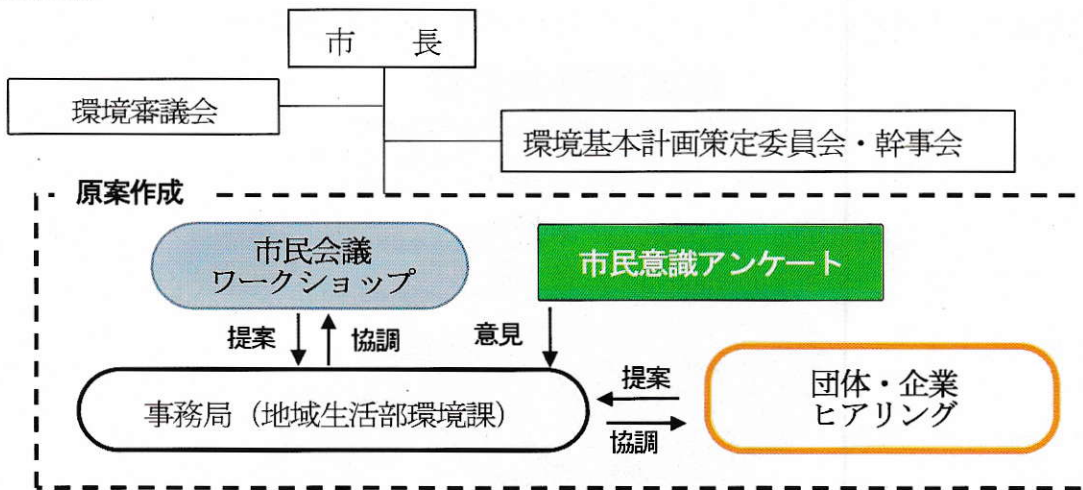 市　　長
環境審議会
環境基本計画策定委員会・幹事会
原案作成
市民会議
ワークショップ
市民意識アンケート
提案
協調
意見
事務局（地域生活部環境課）
提案
協調
団体・企業
ヒアリング